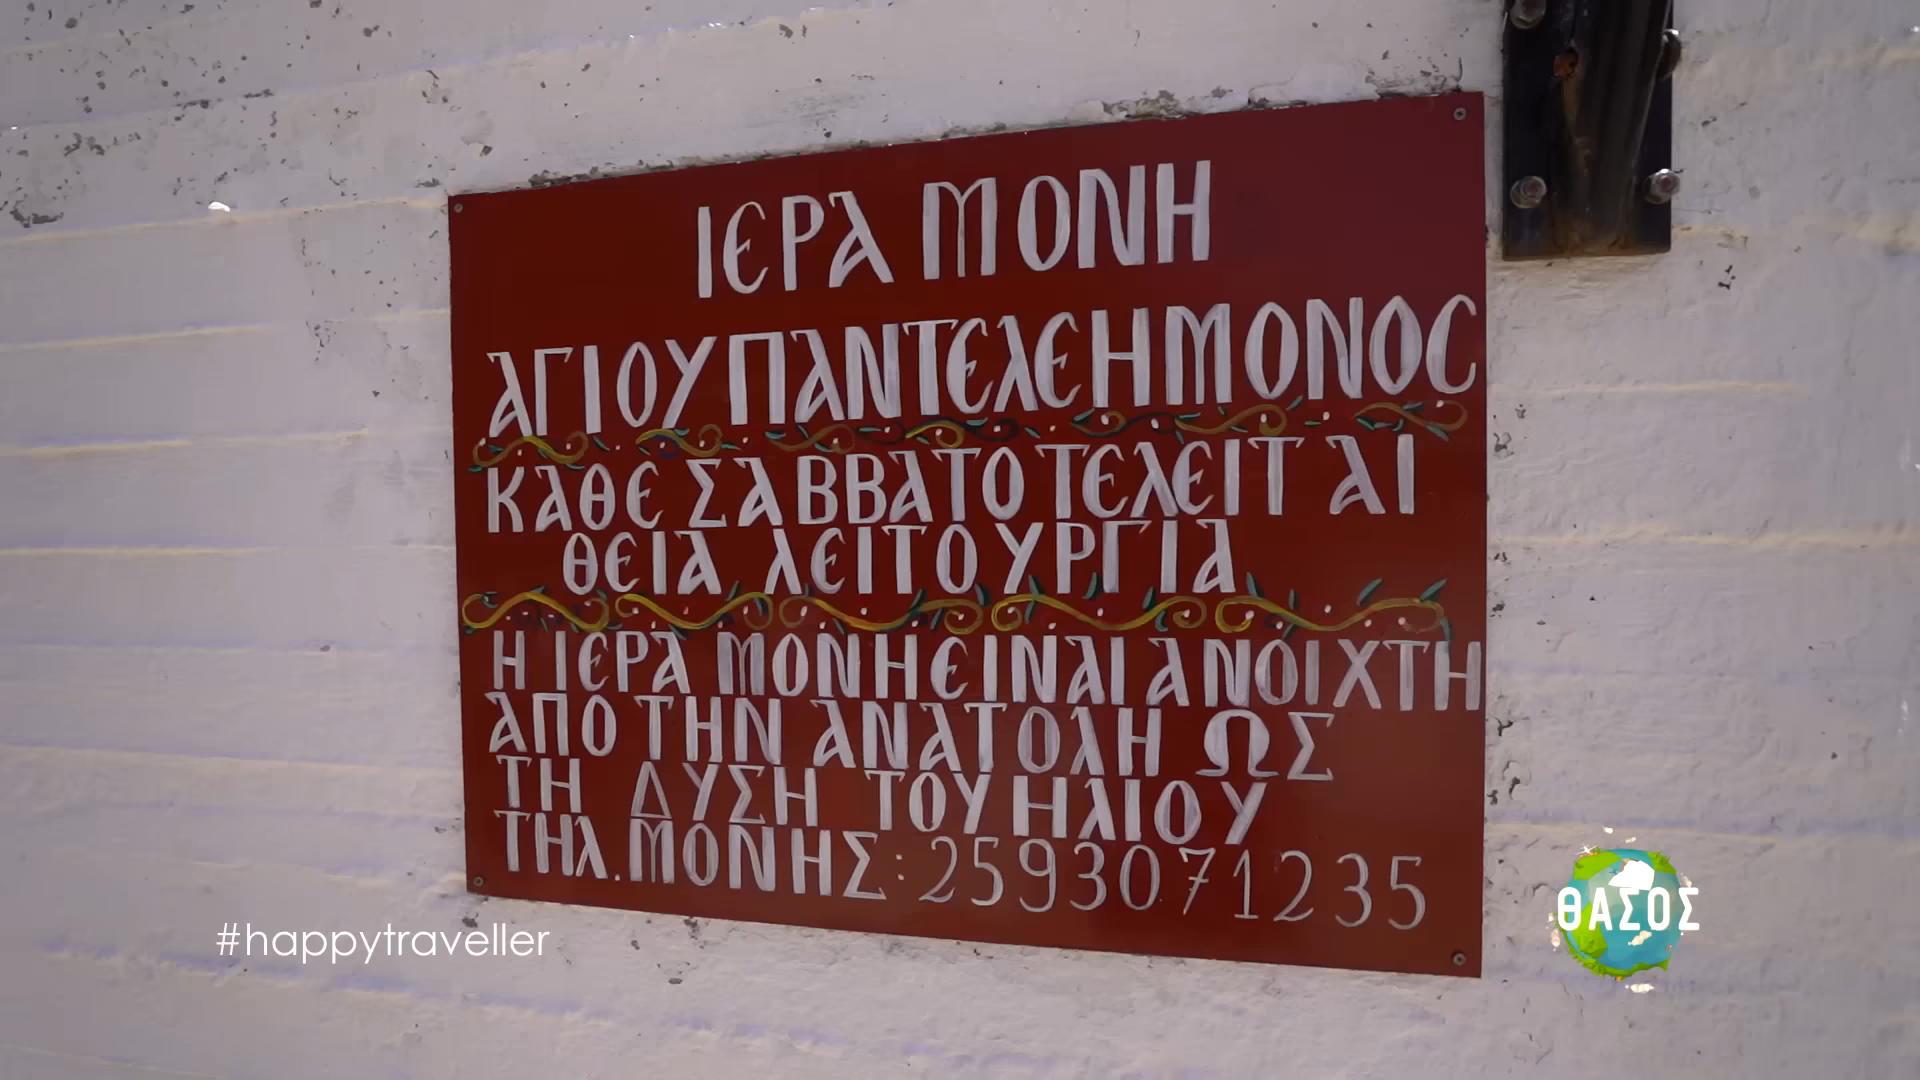 ΙΕΡΑ ΜΟΝΗ
ΑΓΙΟΥ ΠΑΝΤΕΛΕΗΜΟΝΟC
ΚΑΘΕ ΣΑΒΒΑΤΟ ΤΕΛΕΙΤΑΙ
ΘΕΙΑ ΛΕΙΤΟΥΡΓΙΑ
Η ΙΕΡΑ ΜΟΝΗ ΕΙΝΑΙ ΑΝΟΙΧΤΗ
ΑΠΟ ΤΗΝ ΑΝΑΤΟΛΗ ΩΣ
ΤΗ ΔΥΣΗ ΤΟΥ ΗΛΙΟΥ
ΤΗΛ. ΜΟΝΗΣ: 2593071235
#happytraveller
ΘΑΣΟΣ